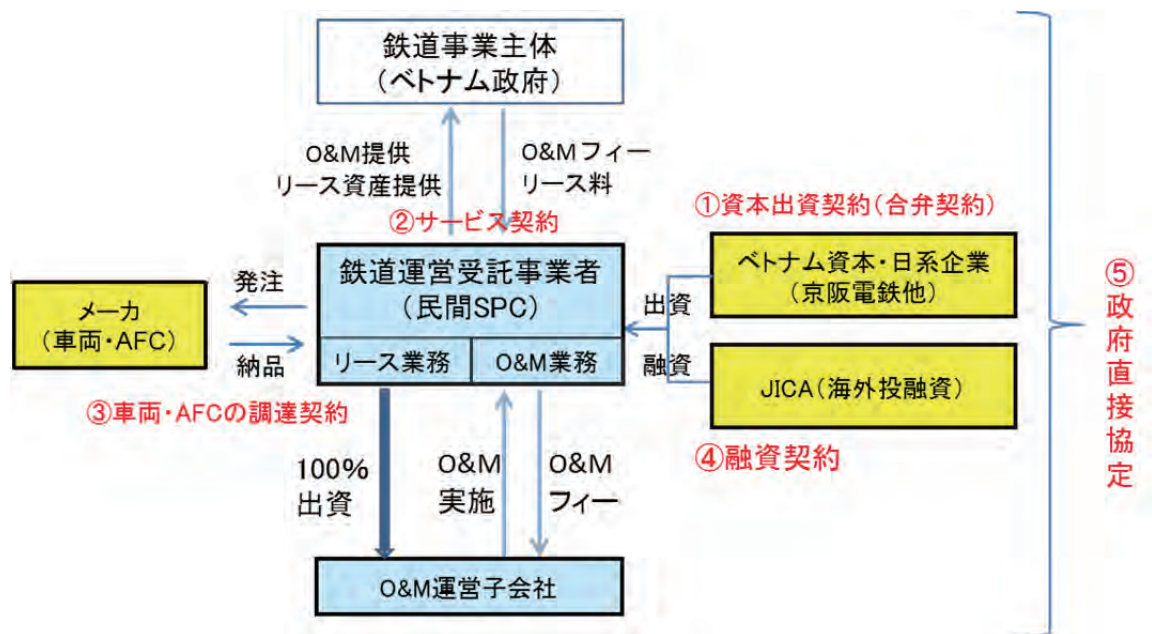 鉄道事業主体
(ベトナム政府)
O&M提供
リース資産提供
O&Mフィー
リース料
②サービス契約
①資本出資契約(合弁契約)
鉄道運営受託事業者
(民間SPC)
リース業務
O&M業務
メーカ
(車両・AFC)
発注
納品
③車両・AFCの調達契約
出資
融資
ベトナム資本・日系企業
(京阪電鉄他)
JICA(海外投融資)
④融資契約
⑤政府直接協定
100%
出資
O&M
実施
O&M
フィー
O&M運営子会社